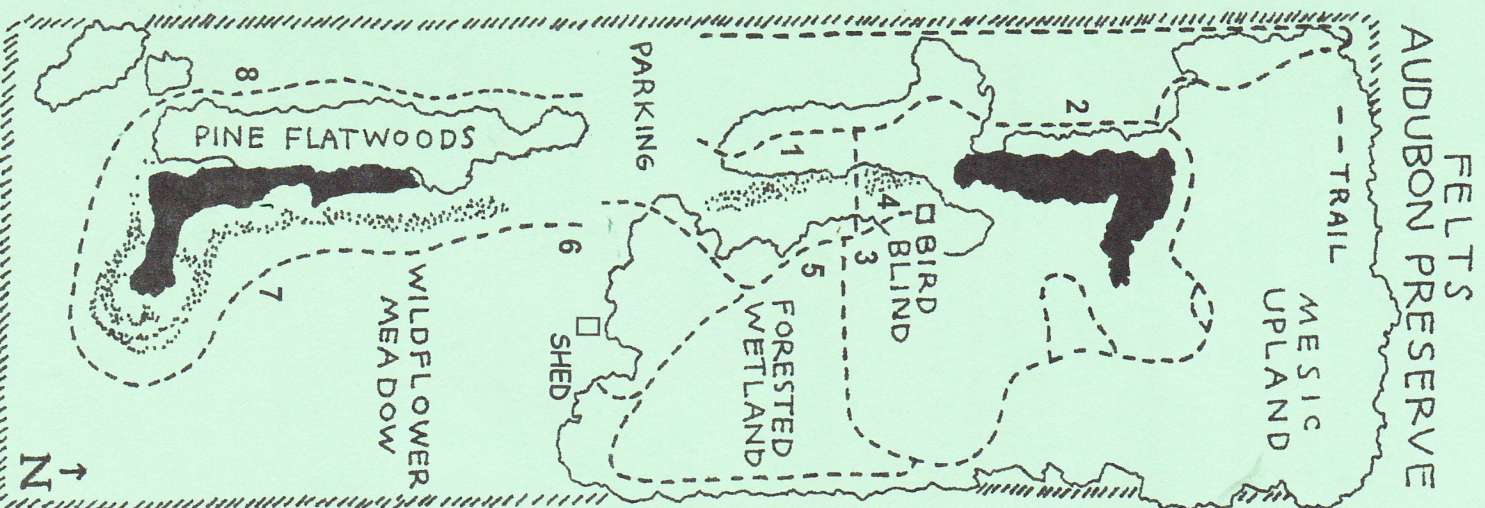 FELTS
AUDUBON PRESERVE
-- TRAIL
MESIC
UPLAND
2
BIRD
BLIND
4
3
1
5
FORESTED
WETLAND
PARKING
SHED
6
WILDFLOWER
MEADOW
PINE FLATWOODS
8
7
N